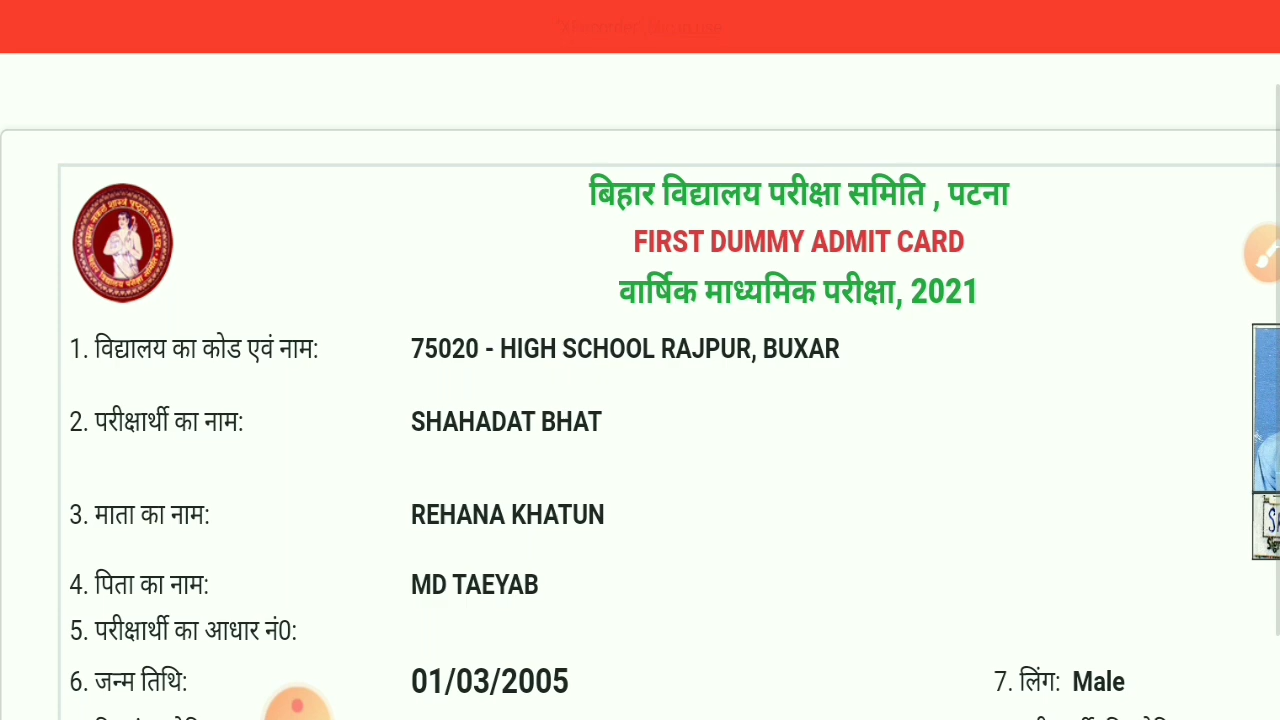 बिहार विद्यालय परीक्षा समिति , पटना
FIRST DUMMY ADMIT CARD
वार्षिक माध्यमिक परीक्षा, 2021
1. विद्यालय का कोड एवं नाम: 75020 - HIGH SCHOOL RAJPUR, BUXAR
2. परीक्षार्थी का नाम: SHAHADAT BHAT
3. माता का नाम: REHANA KHATUN
4. पिता का नाम: MD TAEYAB
5. परीक्षार्थी का आधार नं0:
6. जन्म तिथि: 01/03/2005 7. लिंग: Male